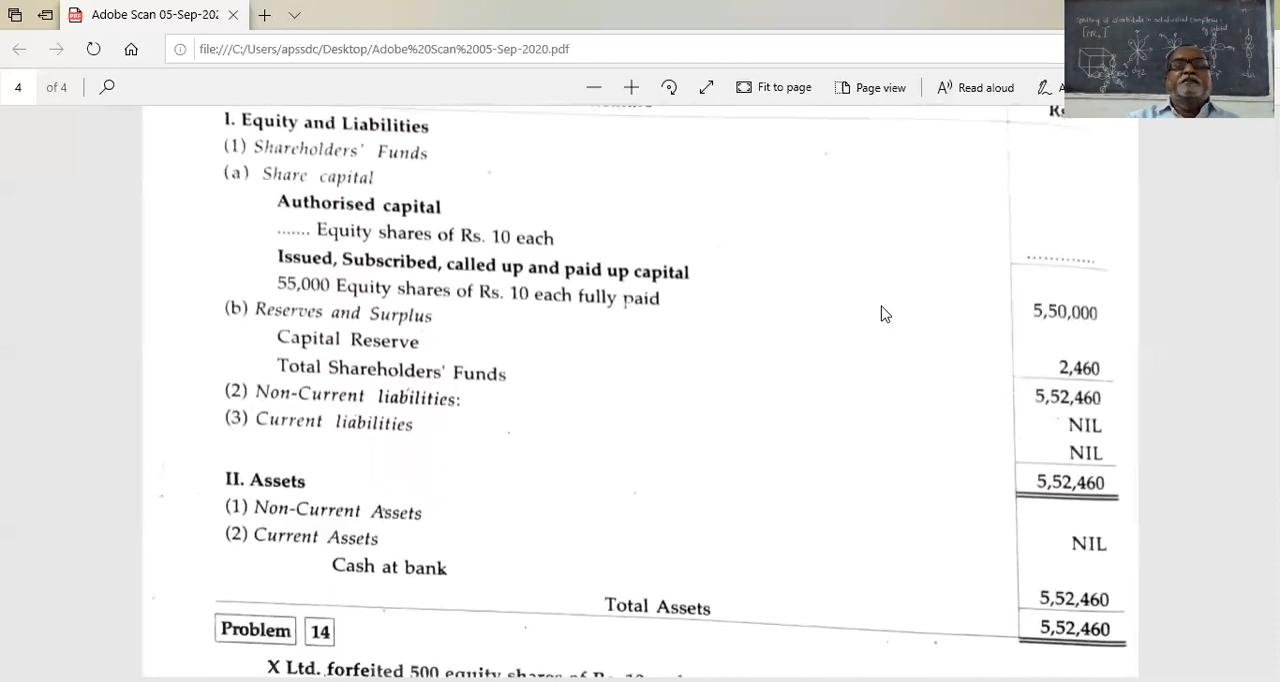 Adobe Scan 05-Sep-202
file:///C:/Users/apssdc/Desktop/Adobe%20Scan%2005-Sep-2020.pdf
4 of 4
Fit to page
Page view
Read aloud
I. Equity and Liabilities
(1) Shareholders' Funds
(a) Share capital
Authorised capital
....... Equity shares of Rs. 10 each
.............
Issued, Subscribed, called up and paid up capital
55,000 Equity shares of Rs. 10 each fully paid 5,50,000
(b) Reserves and Surplus
Capital Reserve 2,460
Total Shareholders' Funds 5,52,460
(2) Non-Current liabilities: NIL
(3) Current liabilities NIL
5,52,460
II. Assets
(1) Non-Current Assets NIL
(2) Current Assets
Cash at bank 5,52,460
Total Assets 5,52,460
Problem 14
X Ltd. forfeited 500 equity shares of